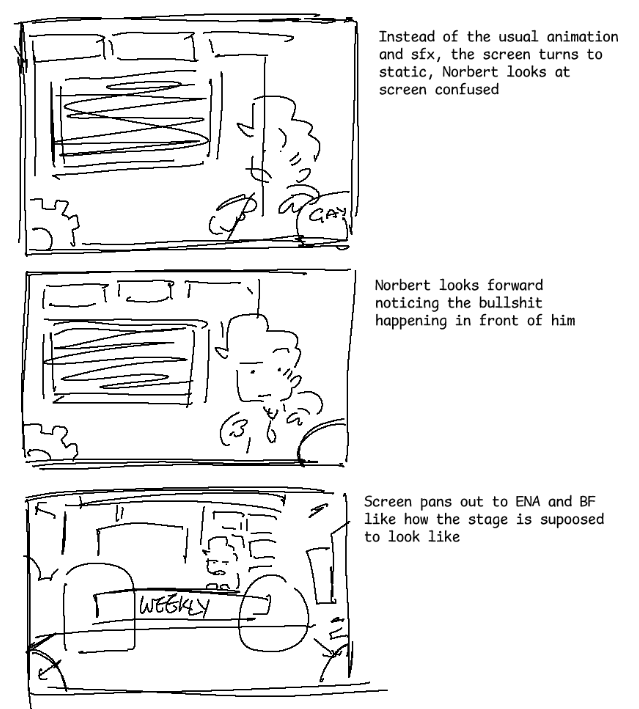 Instead of the usual animation
and sfx, the screen turns to
static, Norbert looks at
screen confused
GAY
Norbert looks forward
noticing the bullshit
happening in front of him
Screen pans out to ENA and BF
like how the stage is supoosed
to look like
WEEKLY